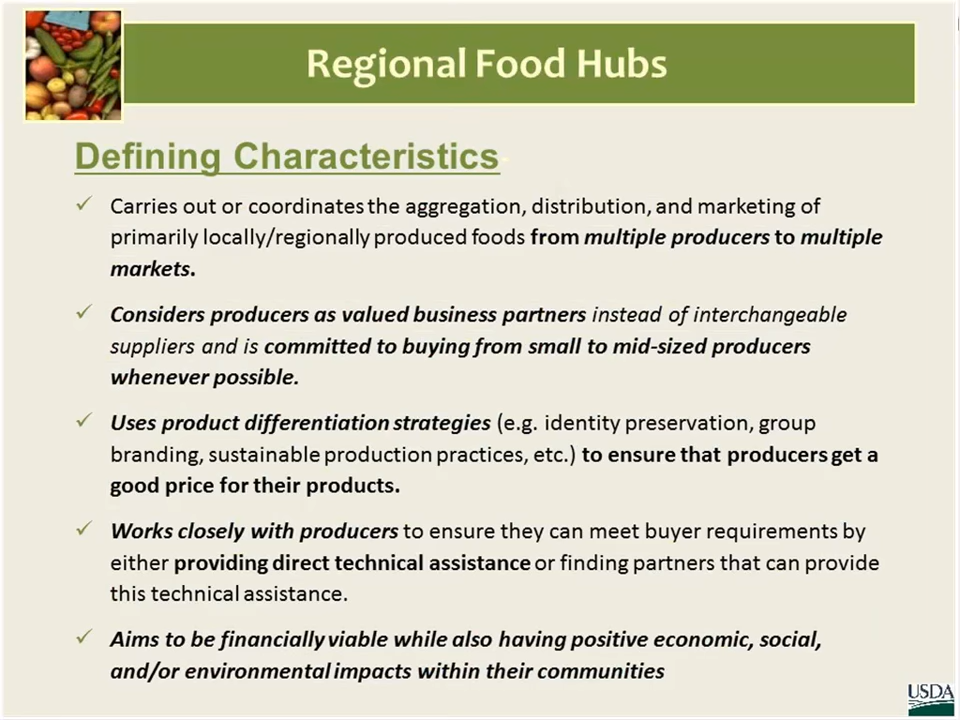 Regional Food Hubs
Defining Characteristics
✓ Carries out or coordinates the aggregation, distribution, and marketing of
primarily locally/regionally produced foods from multiple producers to multiple
markets.
✓ Considers producers as valued business partners instead of interchangeable
suppliers and is committed to buying from small to mid-sized producers
whenever possible.
✓ Uses product differentiation strategies (e.g. identity preservation, group
branding, sustainable production practices, etc.) to ensure that producers get a
good price for their products.
✓ Works closely with producers to ensure they can meet buyer requirements by
either providing direct technical assistance or finding partners that can provide
this technical assistance.
✓ Aims to be financially viable while also having positive economic, social,
and/or environmental impacts within their communities
USDA